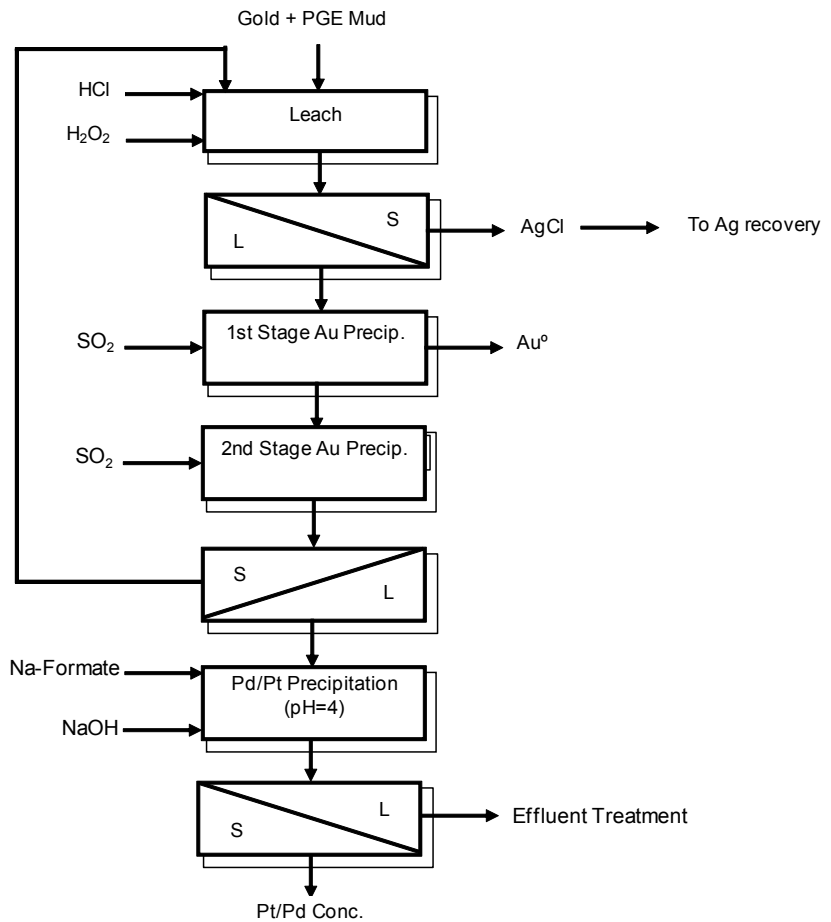 Gold + PGE Mud
HCl
H₂O₂
Leach
S
L
AgCl
To Ag recovery
SO₂
1st Stage Au Precip.
Auº
SO₂
2nd Stage Au Precip.
S
L
Na-Formate
NaOH
Pd/Pt Precipitation
(pH=4)
L
S
Effluent Treatment
Pt/Pd Conc.